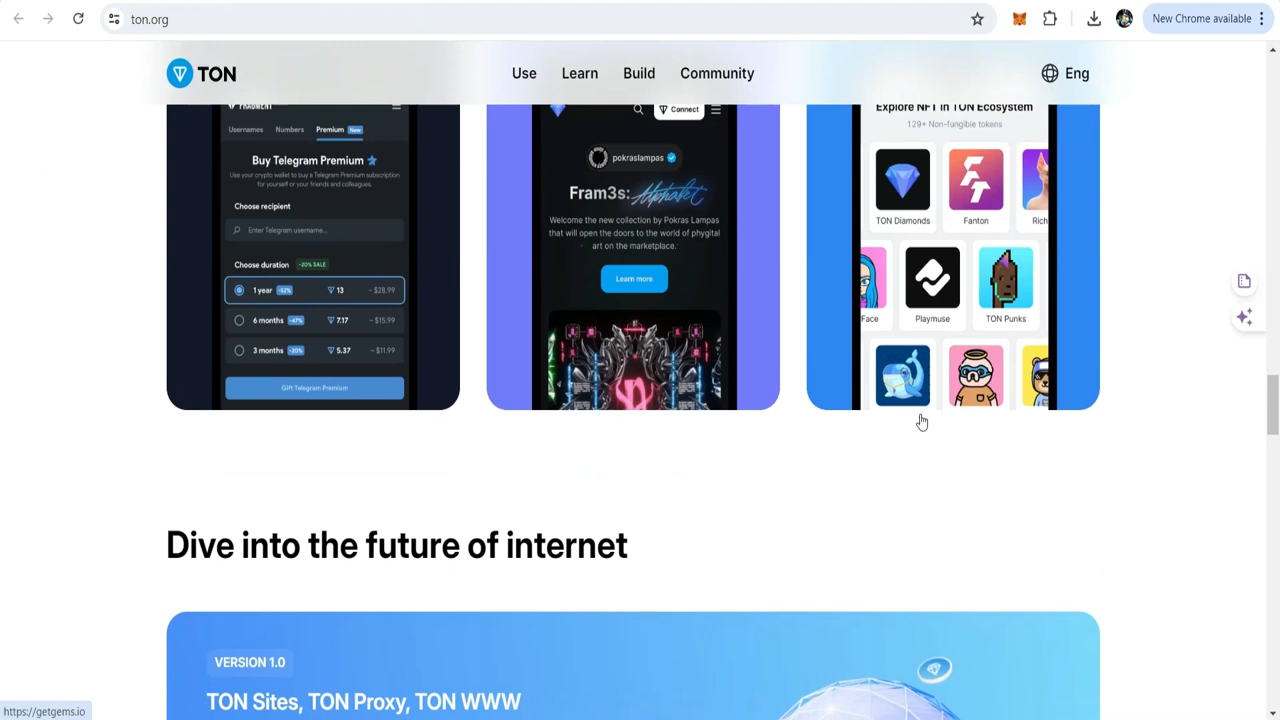 ton.org
New Chrome available
TON
Use
Learn
Build
Community
Eng
Usernames
Numbers
Premium
New
Buy Telegram Premium
Use your crypto wallet to buy a Telegram Premium subscription
for yourself or your friends and colleagues.
Choose recipient
Enter Telegram username...
Choose duration
-20% SALE
1 year -52% 13 ~$28.99
6 months -47% 7.17 ~$15.99
3 months -20% 5.37 ~$11.99
Gift Telegram Premium
Connect
pokraslampas
Fram3s: Alphabet
Welcome the new collection by Pokras Lampas
that will open the doors to the world of phygital
art on the marketplace.
Learn more
Explore NFT in TON Ecosystem
129+ Non-fungible tokens
TON Diamonds
Fanton
Rich
Face
Playmuse
TON Punks
Dive into the future of internet
VERSION 1.0
TON Sites, TON Proxy, TON WWW
https://getgems.io